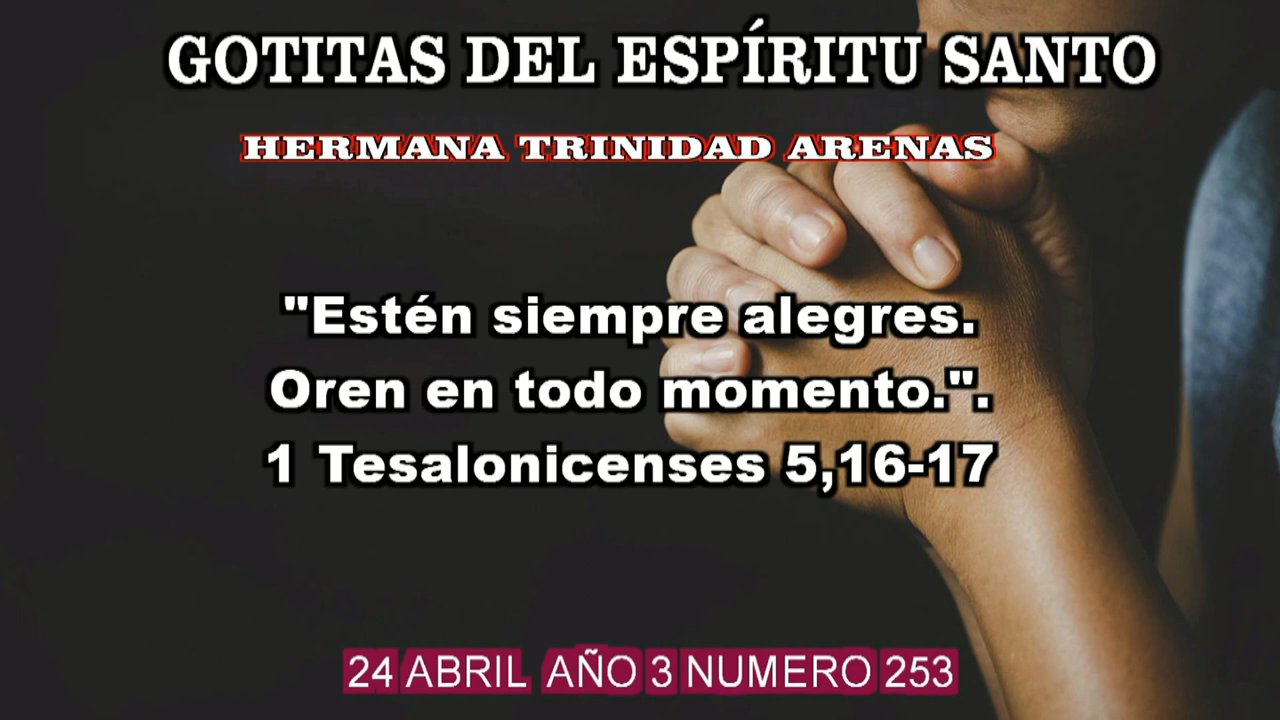 GOTITAS DEL ESPÍRITU SANTO
HERMANA TRINIDAD ARENAS
"Estén siempre alegres.
Oren en todo momento.".
1 Tesalonicenses 5,16-17
24 ABRIL AÑO 3 NUMERO 253